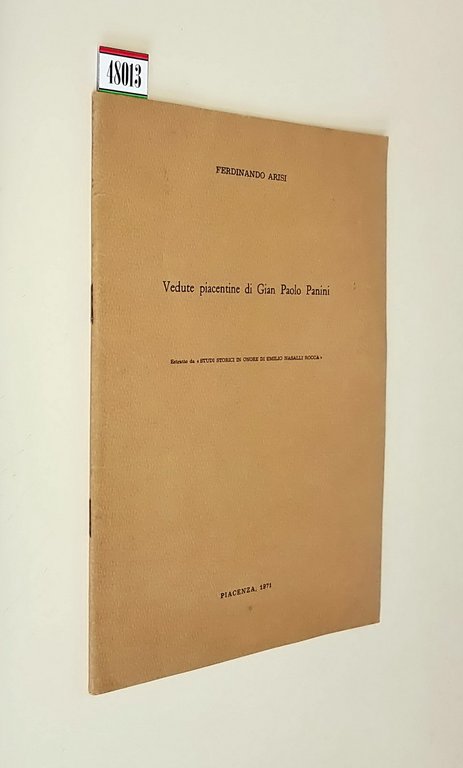 48013
FERDINANDO ARISI
Vedute piacentine di Gian Paolo Panini
Estratto da «STUDI STORICI IN ONORE DI EMILIO NASALLI ROCCA»
PIACENZA, 1971